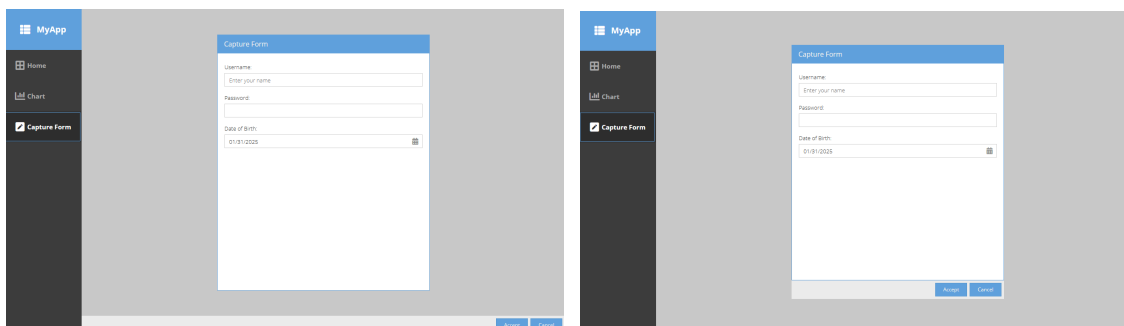 MyApp
Home
Chart
Capture Form
Capture Form
Username:
Enter your name
Password:
Date of Birth:
01/31/2025
Accept Cancel
MyApp
Home
Chart
Capture Form
Capture Form
Username:
Enter your name
Password:
Date of Birth:
01/31/2025
Accept Cancel